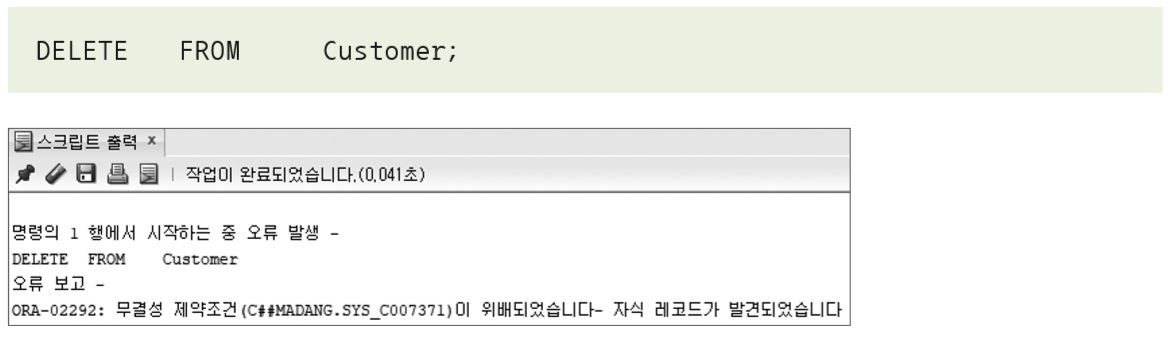 DELETE FROM Customer;
스크립트 출력 x
작업이 완료되었습니다.(0,041초)
명령의 1 행에서 시작하는 중 오류 발생 -
DELETE FROM Customer
오류 보고 -
ORA-02292: 무결성 제약조건(C##MADANG.SYS_C007371)이 위배되었습니다- 자식 레코드가 발견되었습니다